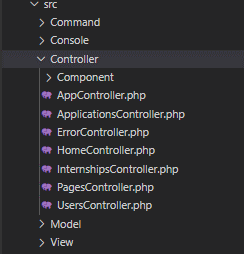 src
Command
Console
Controller
Component
AppController.php
ApplicationsController.php
ErrorController.php
HomeController.php
InternshipsController.php
PagesController.php
UsersController.php
Model
View